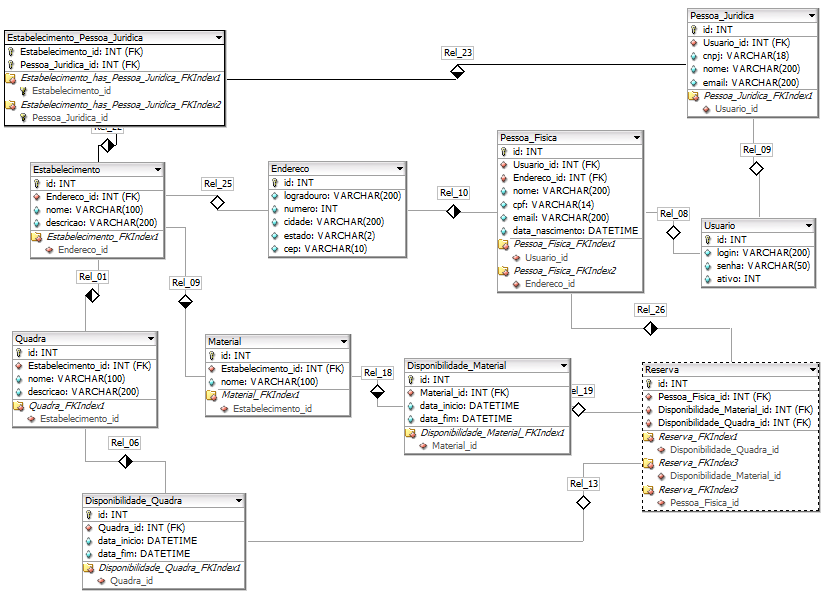 Estabelecimento_Pessoa_Juridica
Estabelecimento_id: INT (FK)
Pessoa_Juridica_id: INT (FK)
Estabelecimento_has_Pessoa_Juridica_FKIndex1
Estabelecimento_id
Estabelecimento_has_Pessoa_Juridica_FKIndex2
Pessoa_Juridica_id
Rel_23
Pessoa_Juridica
id: INT
Usuario_id: INT (FK)
cnpj: VARCHAR(18)
nome: VARCHAR(200)
email: VARCHAR(200)
Pessoa_Juridica_FKIndex1
Usuario_id
Rel_22
Estabelecimento
id: INT
Endereco_id: INT (FK)
nome: VARCHAR(100)
descricao: VARCHAR(200)
Estabelecimento_FKIndex1
Endereco_id
Rel_25
Endereco
id: INT
logradouro: VARCHAR(200)
numero: INT
cidade: VARCHAR(200)
estado: VARCHAR(2)
cep: VARCHAR(10)
Rel_10
Pessoa_Fisica
id: INT
Usuario_id: INT (FK)
Endereco_id: INT (FK)
nome: VARCHAR(200)
cpf: VARCHAR(14)
email: VARCHAR(200)
data_nascimento: DATETIME
Pessoa_Fisica_FKIndex1
Usuario_id
Pessoa_Fisica_FKIndex2
Endereco_id
Rel_09
Rel_08
Usuario
id: INT
login: VARCHAR(200)
senha: VARCHAR(50)
ativo: INT
Rel_01
Rel_09
Rel_26
Quadra
id: INT
Estabelecimento_id: INT (FK)
nome: VARCHAR(100)
descricao: VARCHAR(200)
Quadra_FKIndex1
Estabelecimento_id
Material
id: INT
Estabelecimento_id: INT (FK)
nome: VARCHAR(100)
Material_FKIndex1
Estabelecimento_id
Rel_18
Disponibilidade_Material
id: INT
Material_id: INT (FK)
data_inicio: DATETIME
data_fim: DATETIME
Disponibilidade_Material_FKIndex1
Material_id
el_19
Reserva
id: INT
Pessoa_Fisica_id: INT (FK)
Disponibilidade_Material_id: INT (FK)
Disponibilidade_Quadra_id: INT (FK)
Reserva_FKIndex1
Disponibilidade_Quadra_id
Reserva_FKIndex3
Disponibilidade_Material_id
Reserva_FKIndex3
Pessoa_Fisica_id
Rel_06
Rel_13
Disponibilidade_Quadra
id: INT
Quadra_id: INT (FK)
data_inicio: DATETIME
data_fim: DATETIME
Disponibilidade_Quadra_FKIndex1
Quadra_id